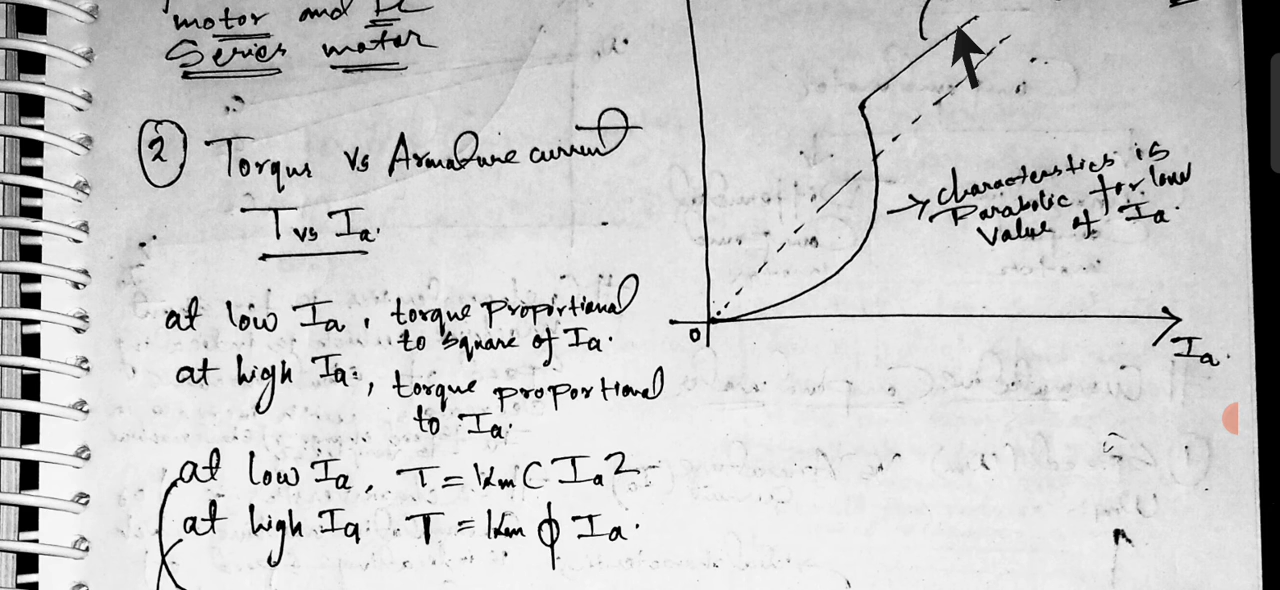 motor and DC
Series motor
2 Torque vs Armature current
T vs Ia.
at low Ia, torque proportional
to square of Ia.
at high Ia, torque proportional
to Ia.
at low Ia, T = Km C Ia2
at high Ia T = Km ϕ Ia.
→ characteristics is
Parabolic for low
value of Ia.
0
Ia.